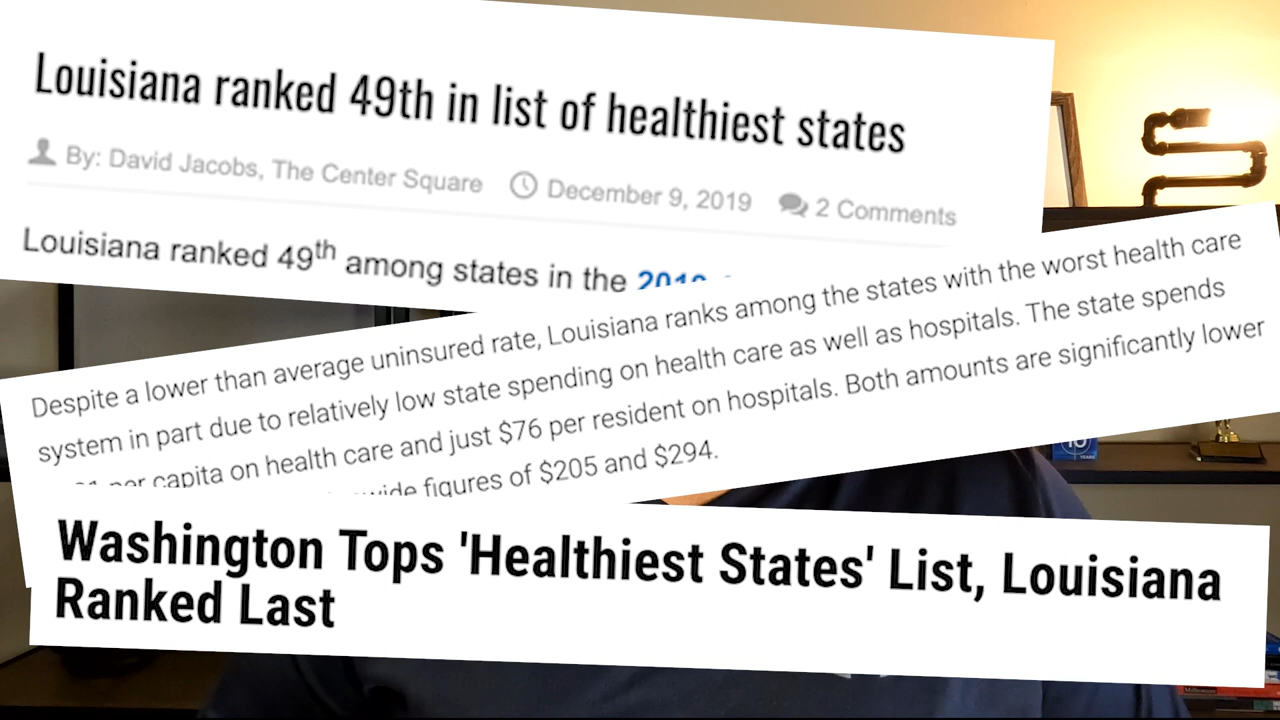 Louisiana ranked 49th in list of healthiest states
By: David Jacobs, The Center Square December 9, 2019 2 Comments
Louisiana ranked 49th among states in the 2019
Despite a lower than average uninsured rate, Louisiana ranks among the states with the worst health care
system in part due to relatively low state spending on health care as well as hospitals. The state spends
per capita on health care and just $76 per resident on hospitals. Both amounts are significantly lower
figures of $205 and $294.
Washington Tops 'Healthiest States' List, Louisiana
Ranked Last
YEARS